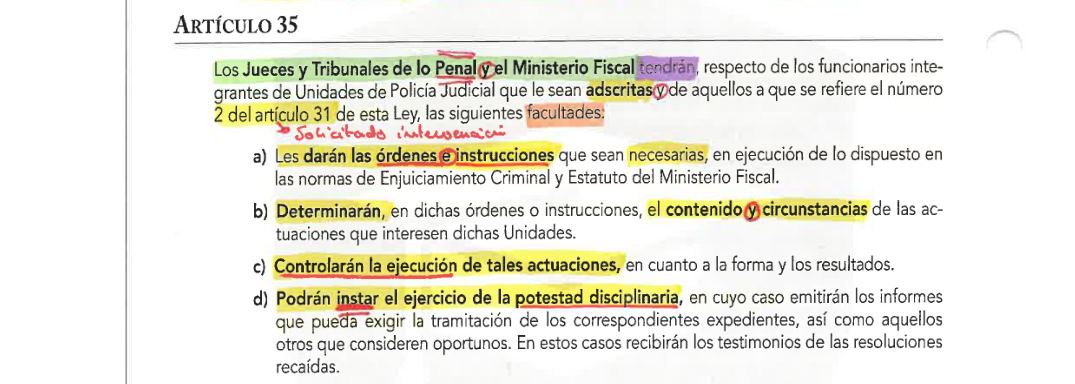 ARTÍCULO 35
Los Jueces y Tribunales de lo Penal y el Ministerio Fiscal tendrán, respecto de los funcionarios inte-
grantes de Unidades de Policía Judicial que le sean adscritas y de aquellos a que se refiere el número
2 del artículo 31 de esta Ley, las siguientes facultades:
Solicitado intervención
a) Les darán las órdenes e instrucciones que sean necesarias, en ejecución de lo dispuesto en
las normas de Enjuiciamiento Criminal y Estatuto del Ministerio Fiscal.
b) Determinarán, en dichas órdenes o instrucciones, el contenido y circunstancias de las ac-
tuaciones que interesen dichas Unidades.
c) Controlarán la ejecución de tales actuaciones, en cuanto a la forma y los resultados.
d) Podrán instar el ejercicio de la potestad disciplinaria, en cuyo caso emitirán los informes
que pueda exigir la tramitación de los correspondientes expedientes, así como aquellos
otros que consideren oportunos. En estos casos recibirán los testimonios de las resoluciones
recaídas.